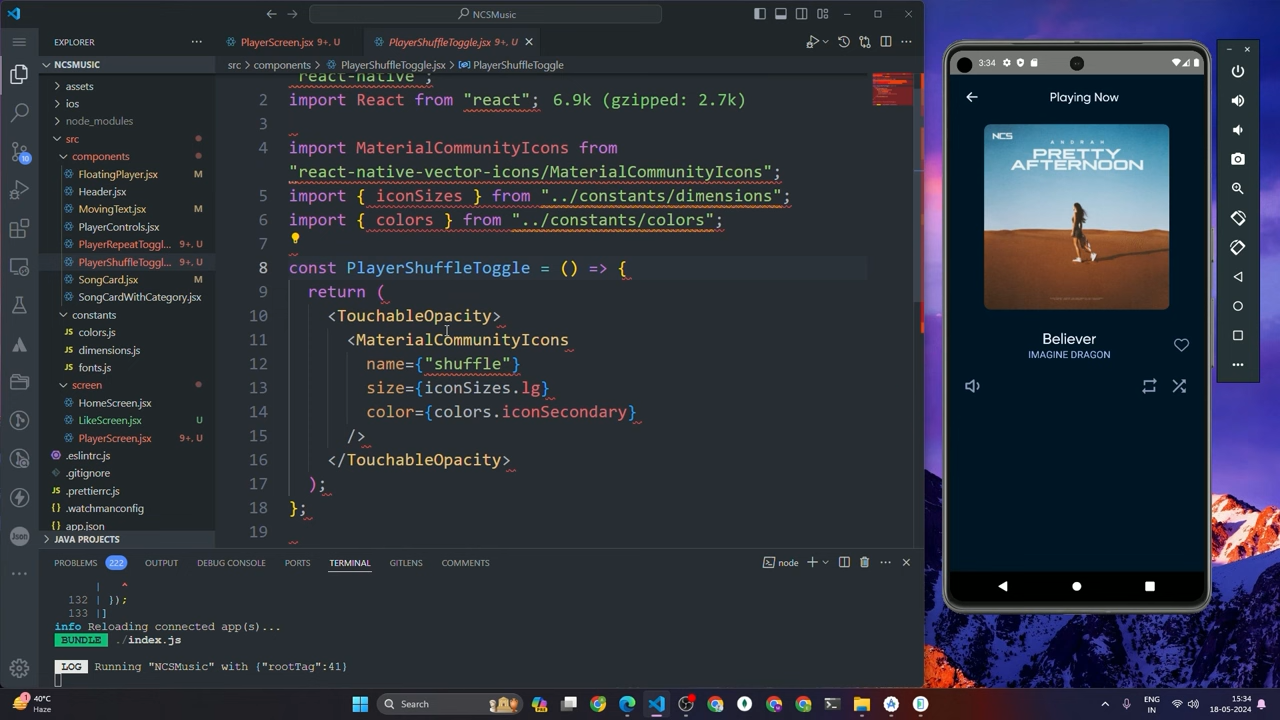 NCSMusic
EXPLORER
NCSMUSIC
assets
ios
node_modules
src
components
FloatingPlayer.jsx M
Header.jsx
MovingText.jsx M
PlayerControls.jsx
PlayerRepeatToggl... 9+, U
PlayerShuffleToggl... 9+, U
SongCard.jsx M
SongCardWithCategory.jsx
constants
colors.js
dimensions.js
fonts.js
screen
HomeScreen.jsx
LikeScreen.jsx U
PlayerScreen.jsx 9+, U
.eslintrc.js
.gitignore
.prettierrc.js
.watchmanconfig
app.json
JAVA PROJECTS
10
Json
PlayerScreen.jsx 9+, U
PlayerShuffleToggle.jsx 9+, U
src > components > PlayerShuffleToggle.jsx > PlayerShuffleToggle
"react-native";
2 import React from "react"; 6.9k (gzipped: 2.7k)
3
4 import MaterialCommunityIcons from
"react-native-vector-icons/MaterialCommunityIcons";
5 import { iconSizes } from "../constants/dimensions";
6 import { colors } from "../constants/colors";
7
8 const PlayerShuffleToggle = () => {
9 return (
10 <TouchableOpacity>
11 <MaterialCommunityIcons
12 name={"shuffle"}
13 size={iconSizes.lg}
14 color={colors.iconSecondary}
15 />
16 </TouchableOpacity>
17 );
18 };
19
PROBLEMS 222 OUTPUT DEBUG CONSOLE PORTS TERMINAL GITLENS COMMENTS
node
| ^
132 | });
133 |
info Reloading connected app(s)...
BUNDLE ./index.js
LOG Running "NCSMusic" with {"rootTag":41}
3:34
Playing Now
NCS
ANDRAH
PRETTY
AFTERNOON
Believer
IMAGINE DRAGON
1
40°C
Haze
Search
ENG
IN
15:34
18-05-2024